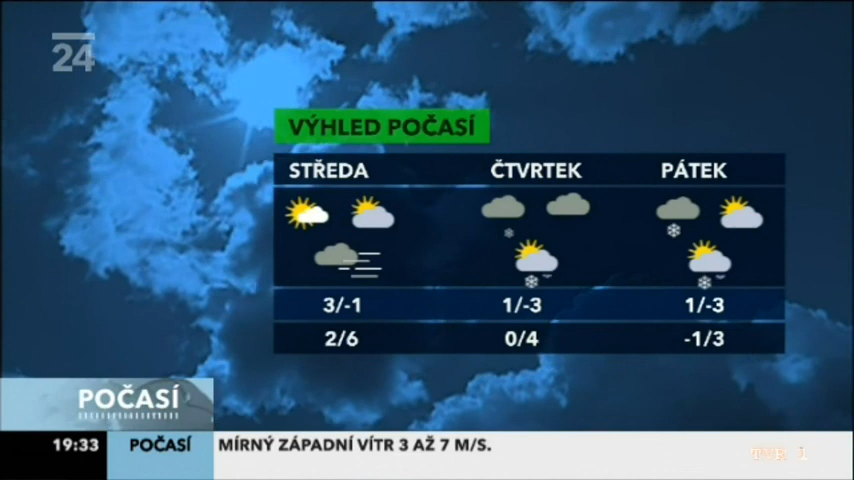 24
VÝHLED POČASÍ
STŘEDA ČTVRTEK PÁTEK
3/-1 1/-3 1/-3
2/6 0/4 -1/3
POČASÍ
19:33 POČASÍ MÍRNÝ ZÁPADNÍ VÍTR 3 AŽ 7 M/S.